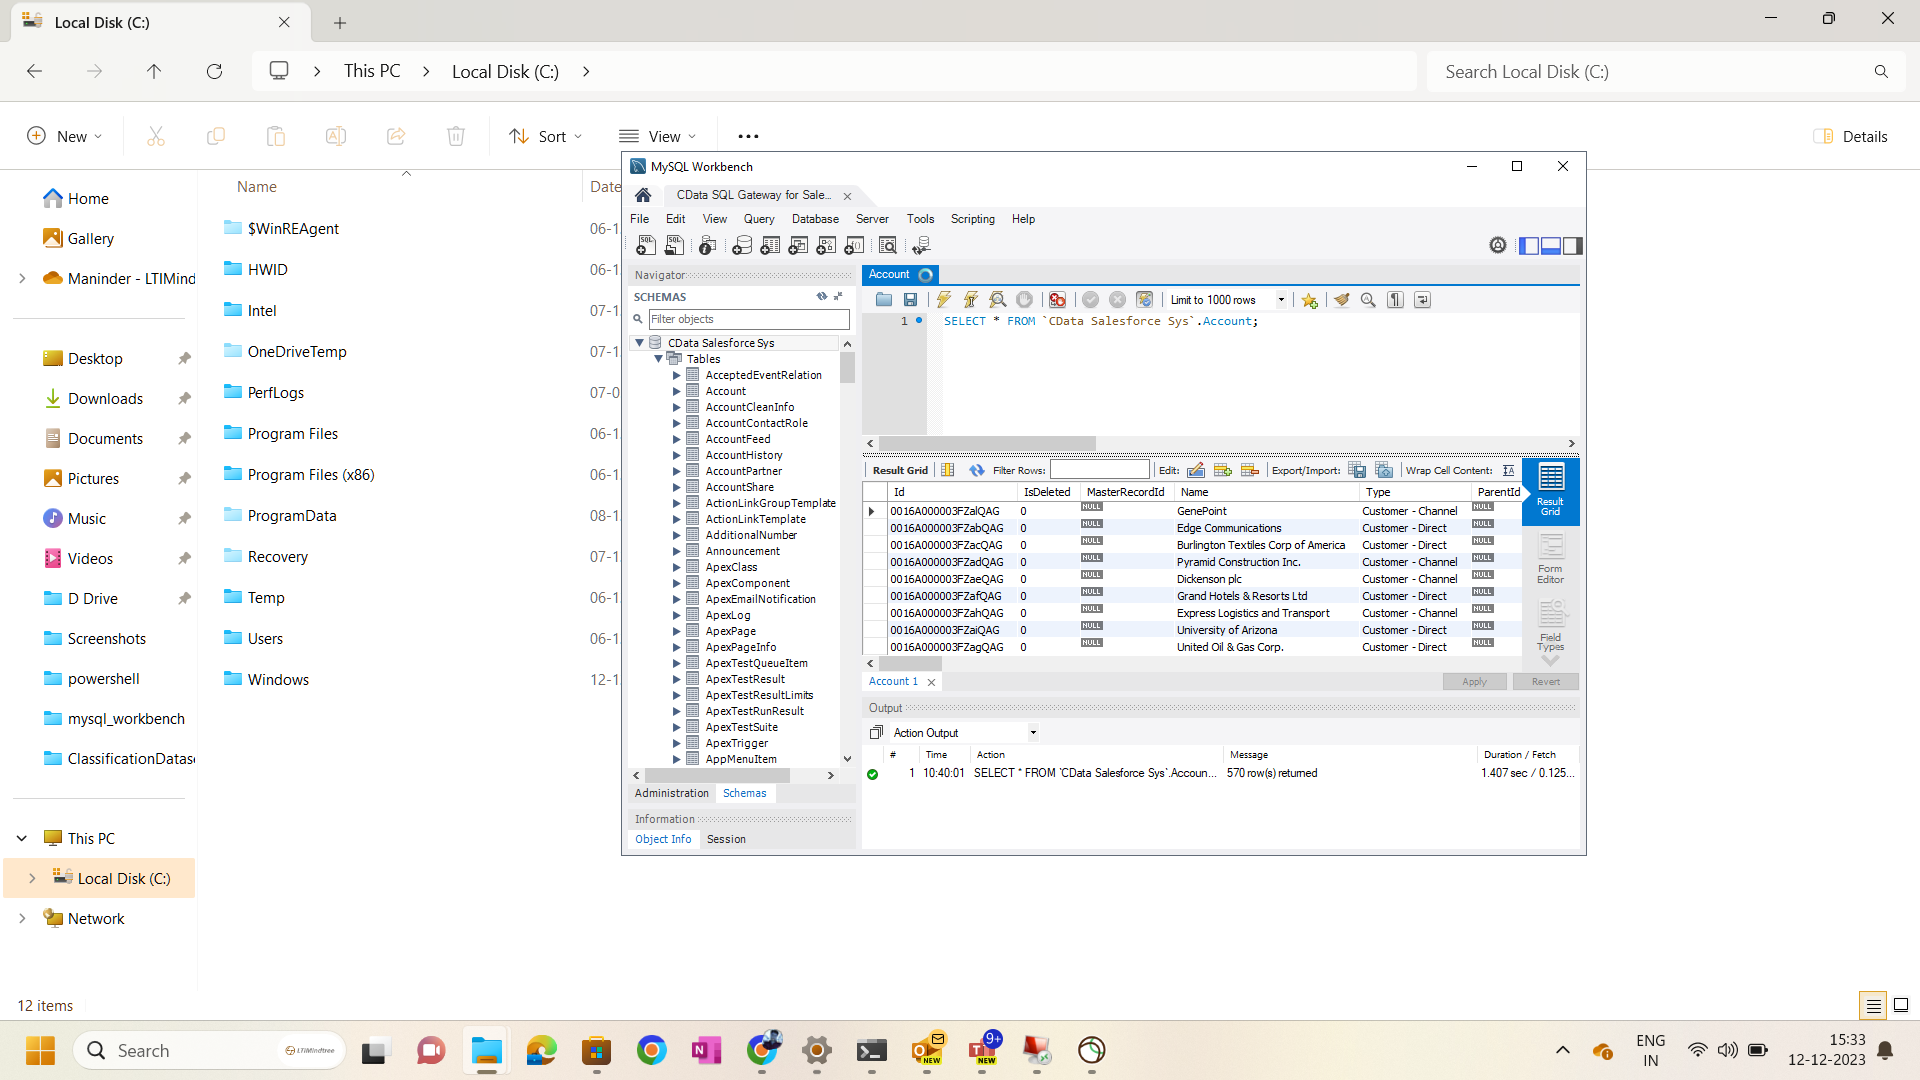 Local Disk (C:)
This PC
Local Disk (C:)
Search Local Disk (C:)
New
Sort
View
Details
Home
Gallery
Maninder - LTIMind
Desktop
Downloads
Documents
Pictures
Music
Videos
D Drive
Screenshots
powershell
mysql_workbench
ClassificationDatas
This PC
Local Disk (C:)
Network
12 items
Name
Date
$WinREAgent 06-1
HWID 06-1
Intel 07-1
OneDriveTemp 07-1
PerfLogs 07-0
Program Files 06-1
Program Files (x86) 06-1
ProgramData 08-1
Recovery 07-1
Temp 06-1
Users 06-1
Windows 12-1
MySQL Workbench
CData SQL Gateway for Sale...
File Edit View Query Database Server Tools Scripting Help
Navigator
SCHEMAS
Filter objects
CData Salesforce Sys
Tables
AcceptedEventRelation
Account
AccountCleanInfo
AccountContactRole
AccountFeed
AccountHistory
AccountPartner
AccountShare
ActionLinkGroupTemplate
ActionLinkTemplate
AdditionalNumber
Announcement
ApexClass
ApexComponent
ApexEmailNotification
ApexLog
ApexPage
ApexPageInfo
ApexTestQueueItem
ApexTestResult
ApexTestResultLimits
ApexTestRunResult
ApexTestSuite
ApexTrigger
AppMenuItem
Administration Schemas
Information
Object Info Session
Account
Limit to 1000 rows
1 SELECT * FROM `CData Salesforce Sys`.Account;
Result Grid Filter Rows: Edit: Export/Import: Wrap Cell Content:
Id IsDeleted MasterRecordId Name Type ParentId
0016A000003FZalQAG 0 NULL GenePoint Customer - Channel NULL
0016A000003FZabQAG 0 NULL Edge Communications Customer - Direct NULL
0016A000003FZacQAG 0 NULL Burlington Textiles Corp of America Customer - Direct NULL
0016A000003FZadQAG 0 NULL Pyramid Construction Inc. Customer - Channel NULL
0016A000003FZaeQAG 0 NULL Dickenson plc Customer - Channel NULL
0016A000003FZafQAG 0 NULL Grand Hotels & Resorts Ltd Customer - Direct NULL
0016A000003FZahQAG 0 NULL Express Logistics and Transport Customer - Channel NULL
0016A000003FZaiQAG 0 NULL University of Arizona Customer - Direct NULL
0016A000003FZagQAG 0 NULL United Oil & Gas Corp. Customer - Direct NULL
Result
Grid
Form
Editor
Field
Types
Account 1
Apply Revert
Output
Action Output
# Time Action Message Duration / Fetch
1 10:40:01 SELECT * FROM `CData Salesforce Sys`.Accoun... 570 row(s) returned 1.407 sec / 0.125...
Search
LTIMindtree
NEW
9+
NEW
ENG
IN
15:33
12-12-2023